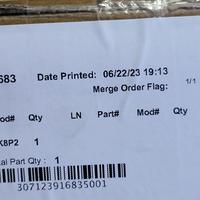 683 Date Printed: 06/22/23 19:13
Merge Order Flag: 1/1
od# Qty LN Part# Mod# Qty
K8P2 1
tal Part Qty : 1
307123916835001